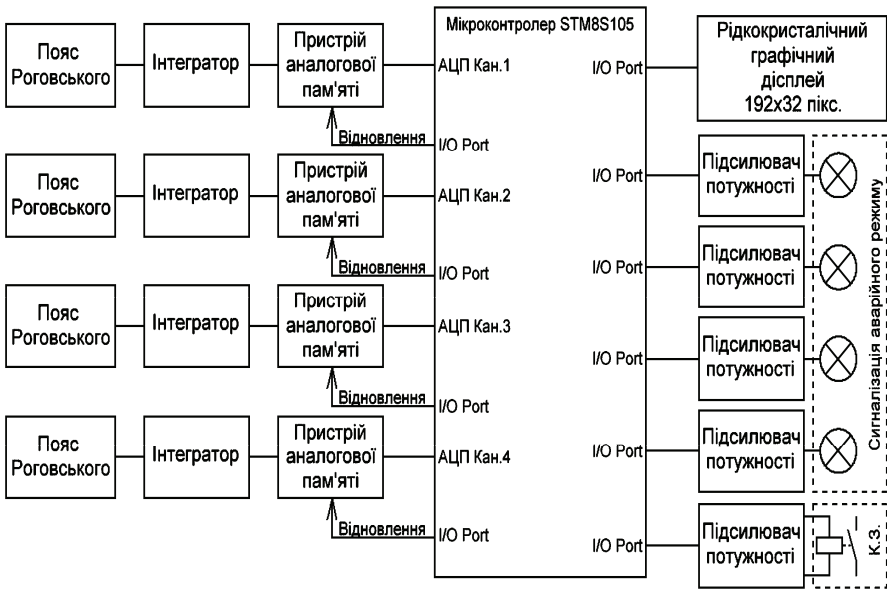 Пояс
Роговського
Інтегратор
Пристрій
аналогової
пам'яті
Відновлення
Пояс
Роговського
Інтегратор
Пристрій
аналогової
пам'яті
Відновлення
Пояс
Роговського
Інтегратор
Пристрій
аналогової
пам'яті
Відновлення
Пояс
Роговського
Інтегратор
Пристрій
аналогової
пам'яті
Відновлення
Мікроконтролер STM8S105
АЦП Кан.1
I/O Port
АЦП Кан.2
I/O Port
АЦП Кан.3
I/O Port
АЦП Кан.4
I/O Port
I/O Port
I/O Port
I/O Port
I/O Port
I/O Port
I/O Port
Рідкокристалічний
графічний
дісплей
192x32 пікс.
Підсилювач
потужності
Підсилювач
потужності
Підсилювач
потужності
Підсилювач
потужності
Підсилювач
потужності
Сигналізація аварійного режиму
К.З.